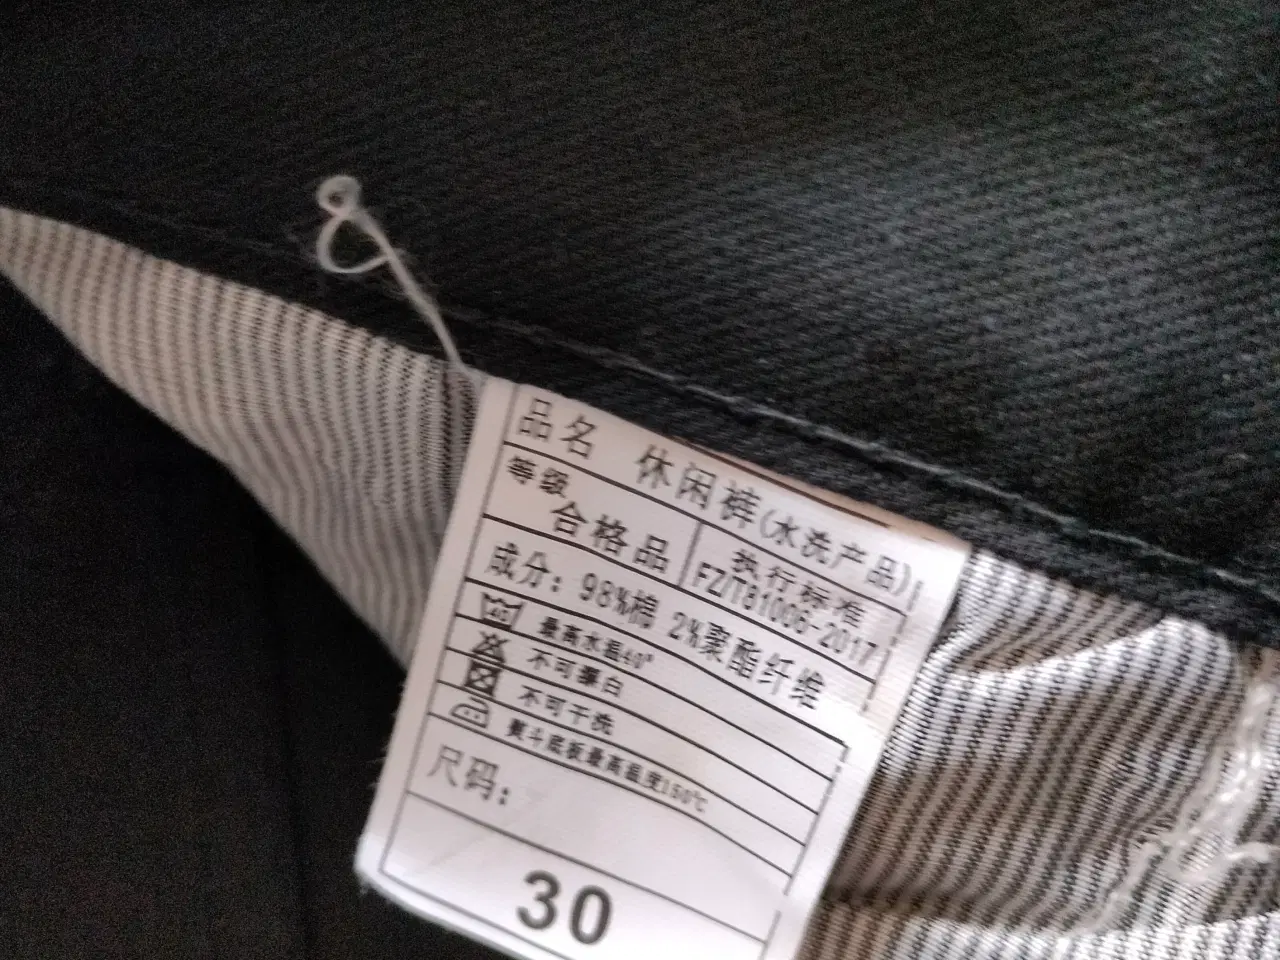 品名 休闲裤(水洗产品)
等级 合格品
执行标准
FZ/T81006-2017
成分: 98%棉 2%聚酯纤维
40
最高水温40°
不可漂白
不可干洗
熨斗底板最高温度150℃
尺码:
30